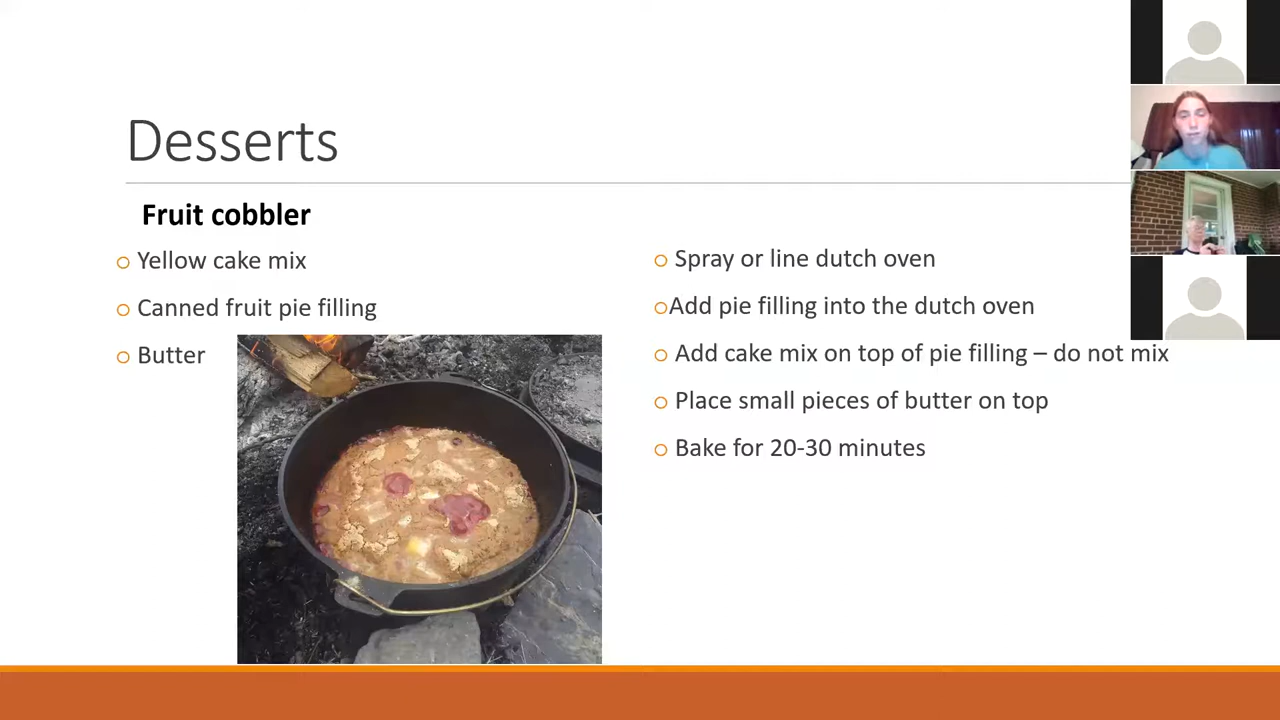 Desserts
Fruit cobbler
Yellow cake mix
Canned fruit pie filling
Butter
Spray or line dutch oven
Add pie filling into the dutch oven
Add cake mix on top of pie filling – do not mix
Place small pieces of butter on top
Bake for 20-30 minutes